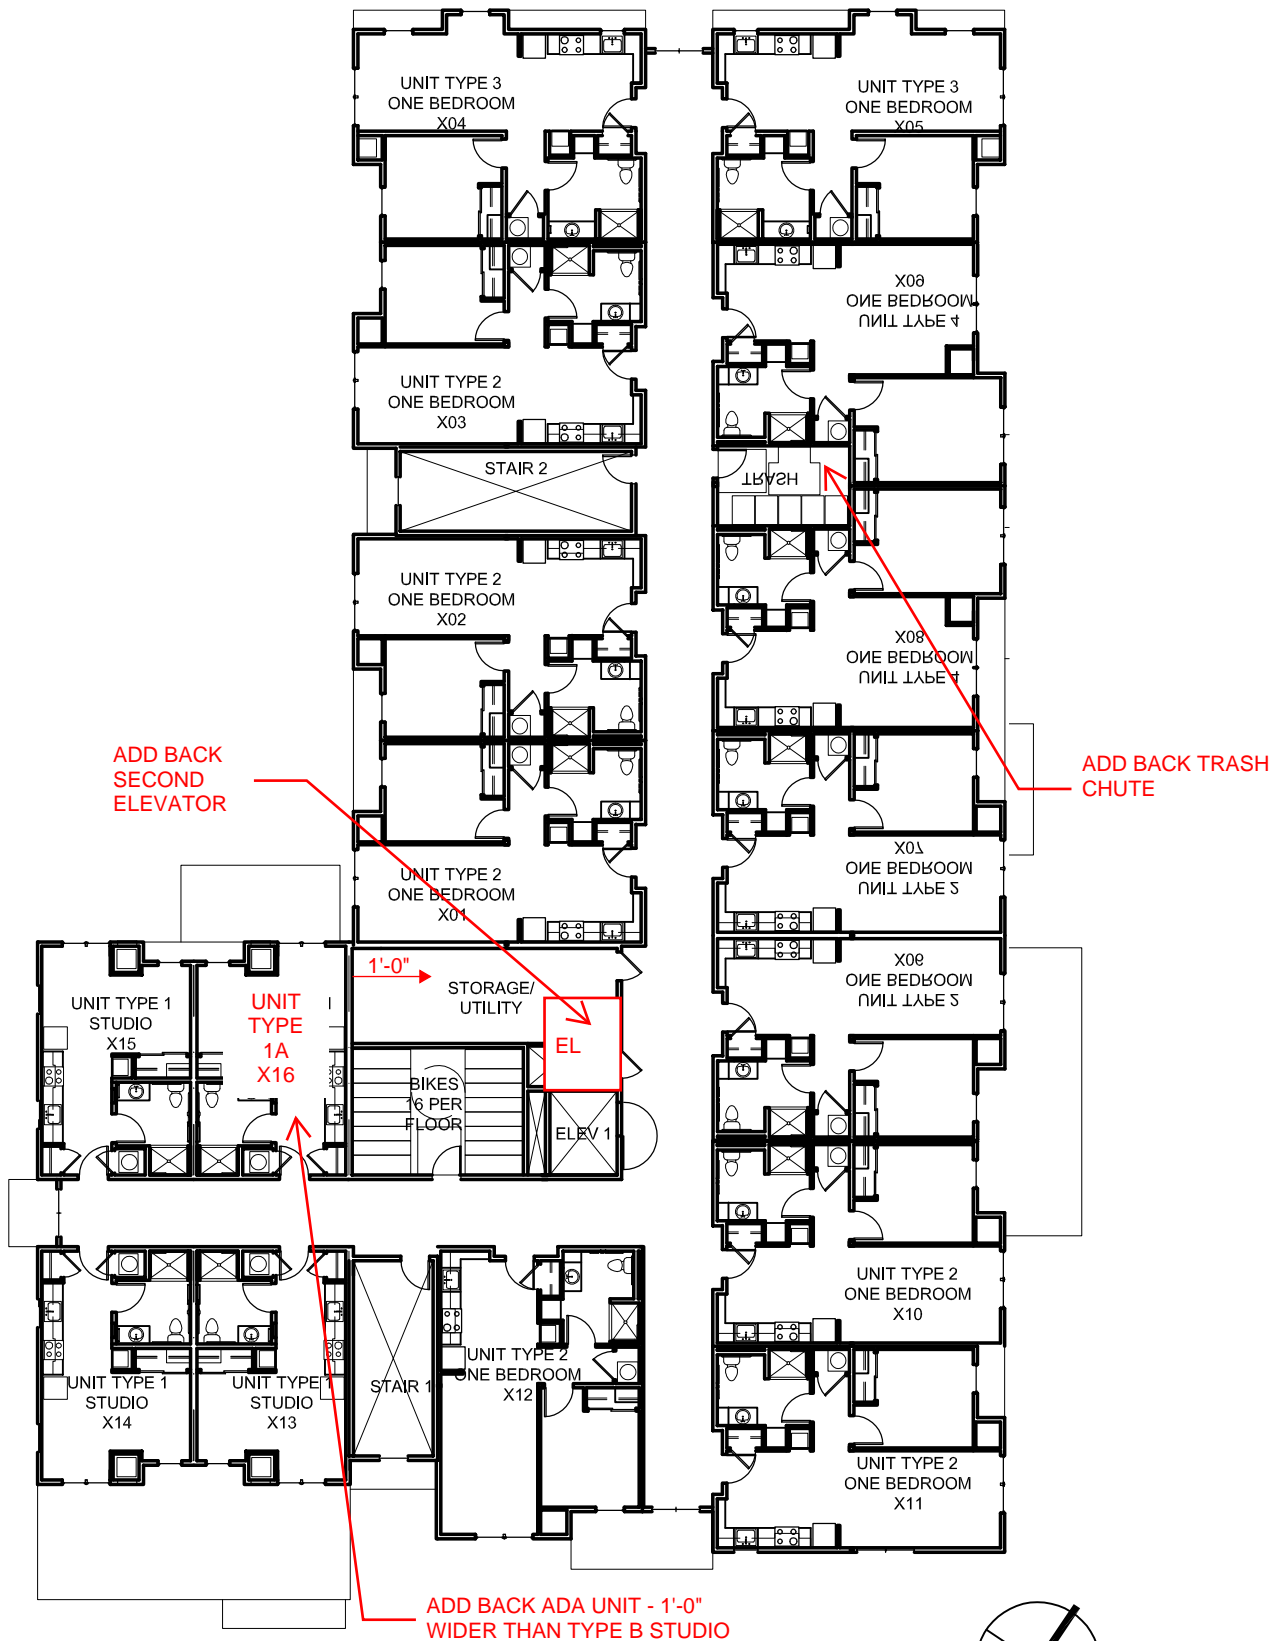 UNIT TYPE 3
ONE BEDROOM
X04
UNIT TYPE 3
ONE BEDROOM
X05
X09
ONE BEDROOM
UNIT TYPE 4
UNIT TYPE 2
ONE BEDROOM
X03
STAIR 2
TRASH
UNIT TYPE 2
ONE BEDROOM
X02
X08
ONE BEDROOM
UNIT TYPE 4
ADD BACK
SECOND
ELEVATOR
ADD BACK TRASH
CHUTE
UNIT TYPE 2
ONE BEDROOM
X01
X07
ONE BEDROOM
UNIT TYPE 2
1'-0"
STORAGE/
UTILITY
X06
ONE BEDROOM
UNIT TYPE 2
UNIT TYPE 1
STUDIO
X15
UNIT
TYPE
1A
X16
EL
BIKES
16 PER
FLOOR
ELEV 1
UNIT TYPE 2
ONE BEDROOM
X10
UNIT TYPE 1
STUDIO
X14
UNIT TYPE 1
STUDIO
X13
STAIR 1
UNIT TYPE 2
ONE BEDROOM
X12
UNIT TYPE 2
ONE BEDROOM
X11
ADD BACK ADA UNIT - 1'-0"
WIDER THAN TYPE B STUDIO